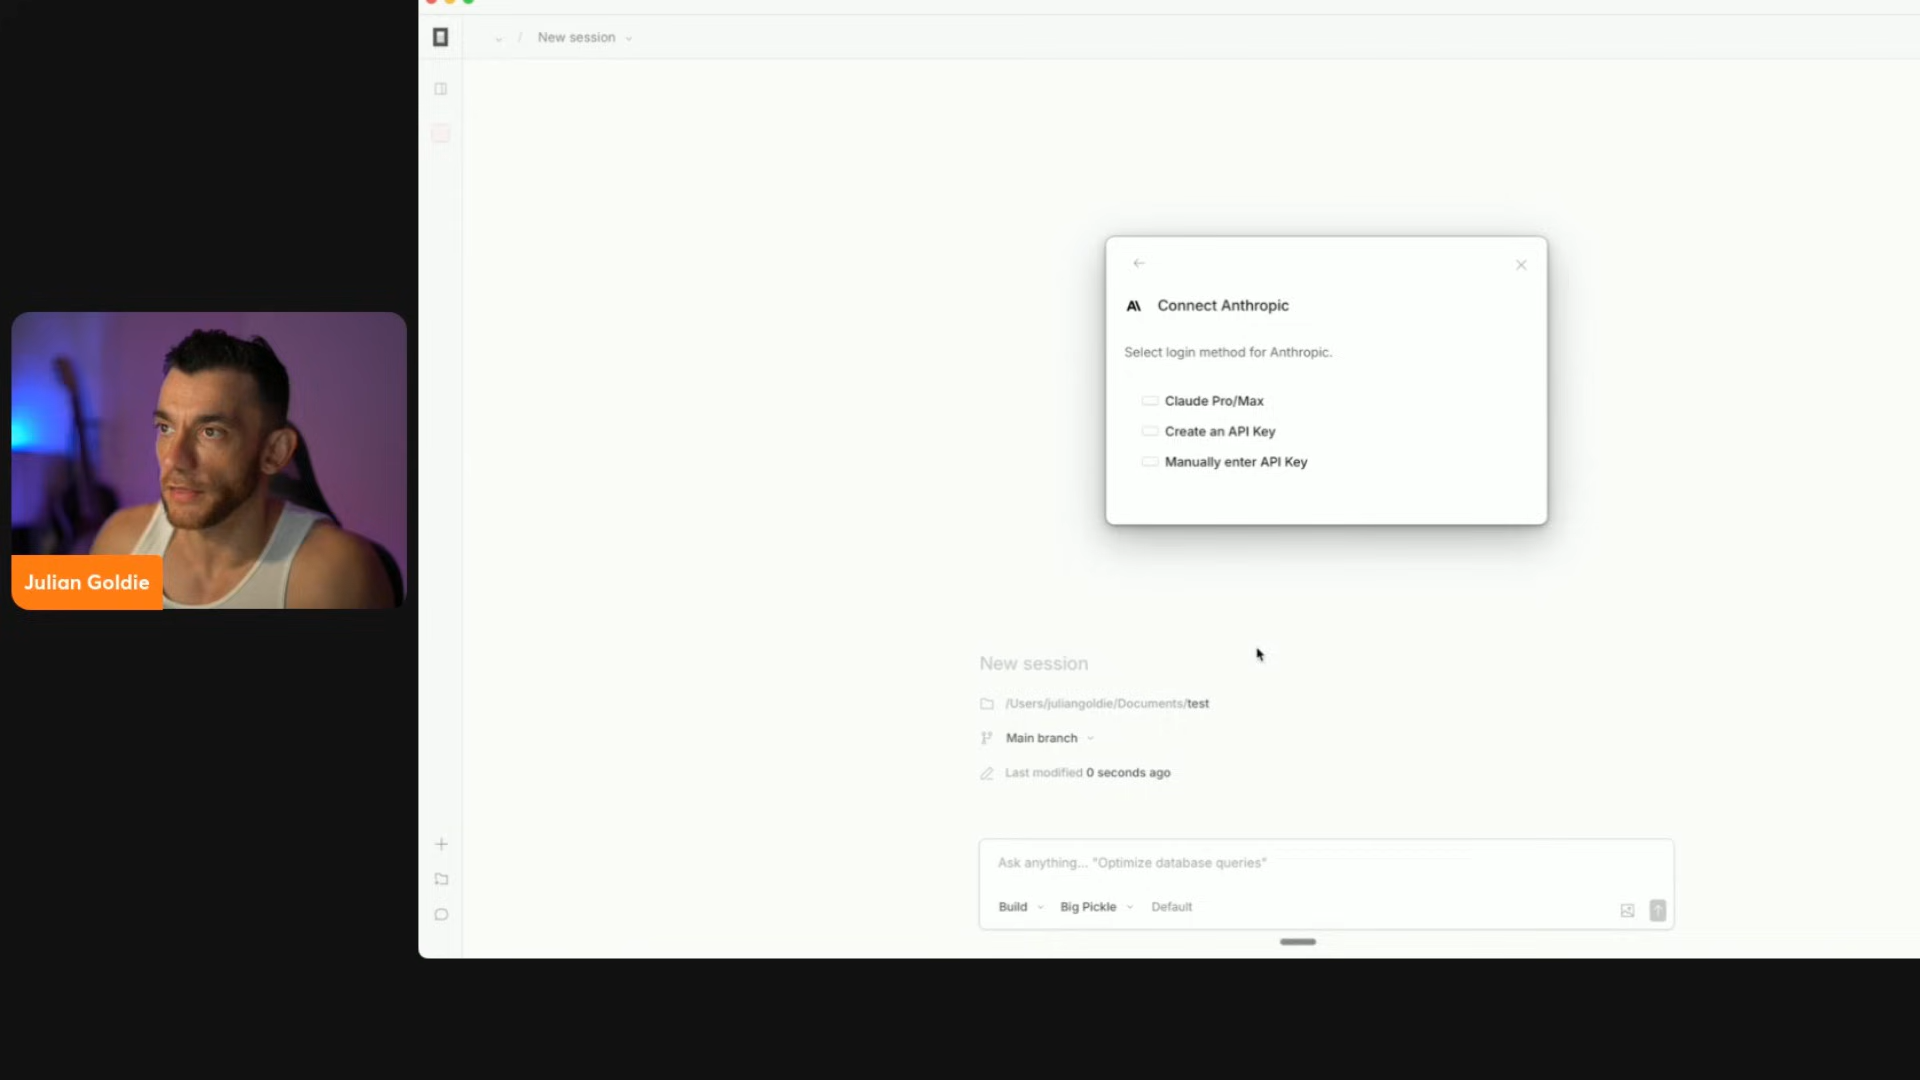 / New session
Connect Anthropic
Select login method for Anthropic.
Claude Pro/Max
Create an API Key
Manually enter API Key
Julian Goldie
New session
/Users/juliangoldie/Documents/test
Main branch
Last modified 0 seconds ago
Ask anything... "Optimize database queries"
Build Big Pickle Default